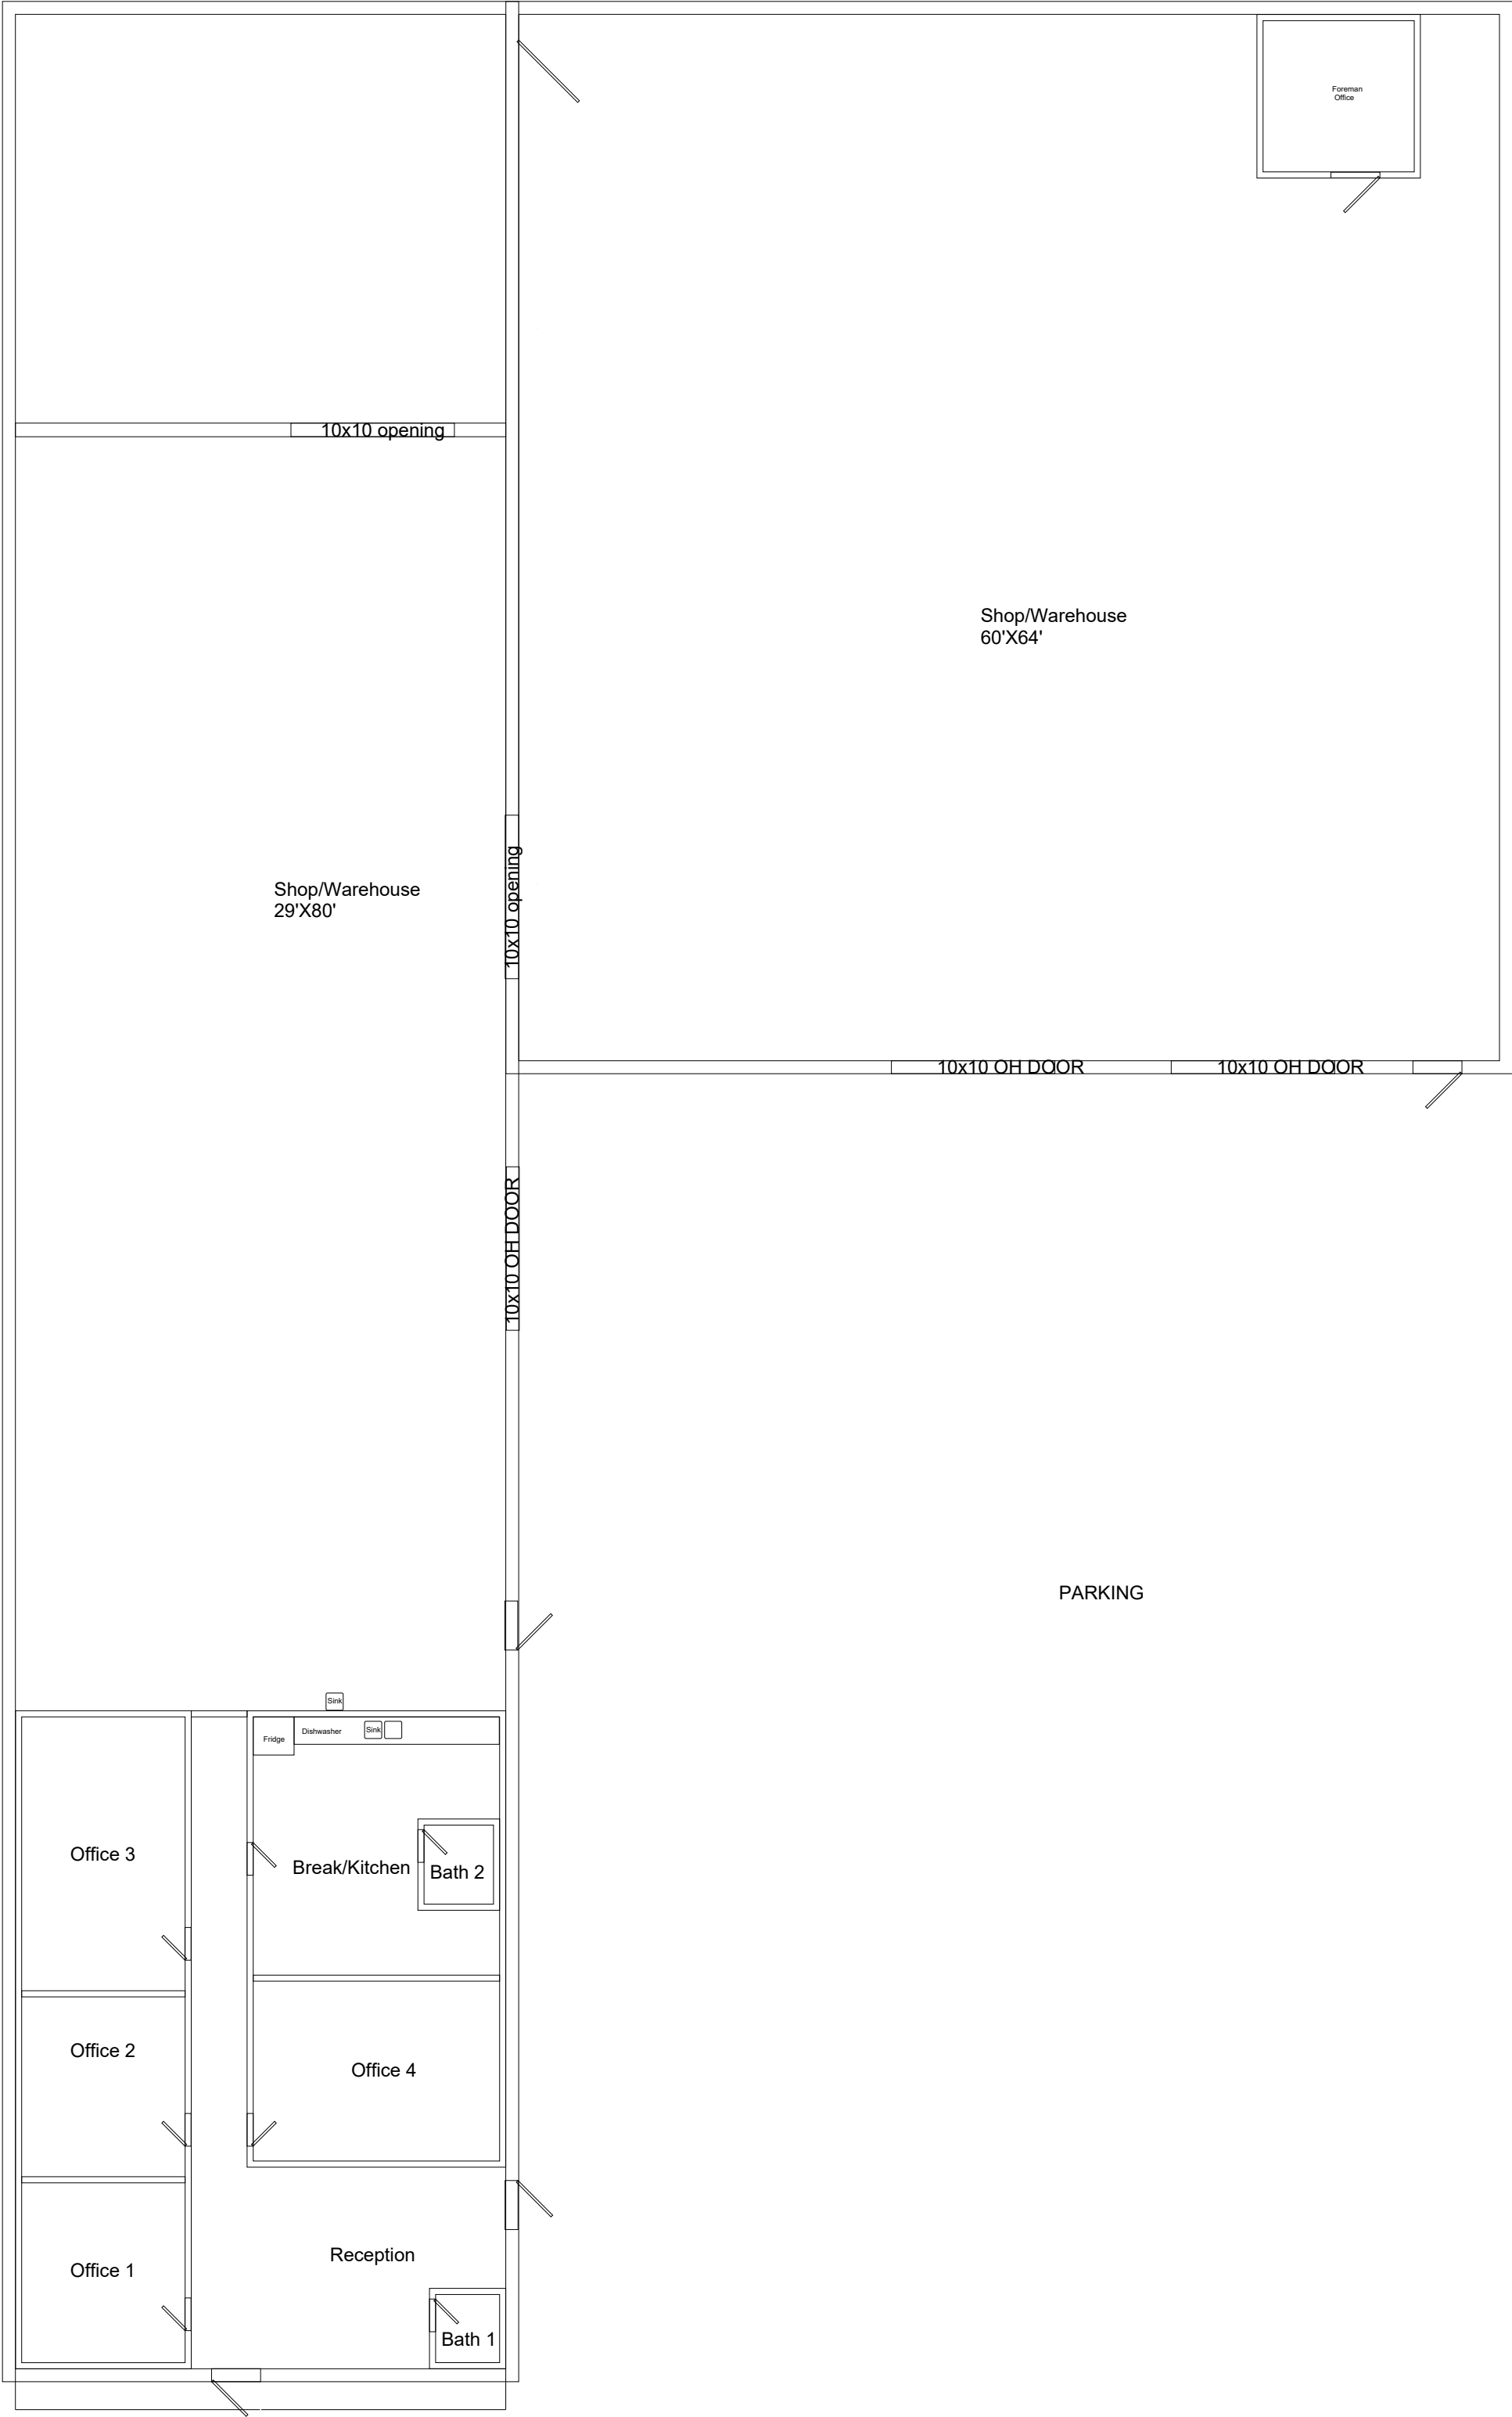 Foreman
Office
10x10 opening
Shop/Warehouse
60'X64'
10x10 opening
Shop/Warehouse
29'X80'
10x10 OH DOOR
10x10 OH DOOR
10x10 OH DOOR
PARKING
Sink
Fridge
Dishwasher
Sink
Office 3
Break/Kitchen
Bath 2
Office 2
Office 4
Reception
Office 1
Bath 1